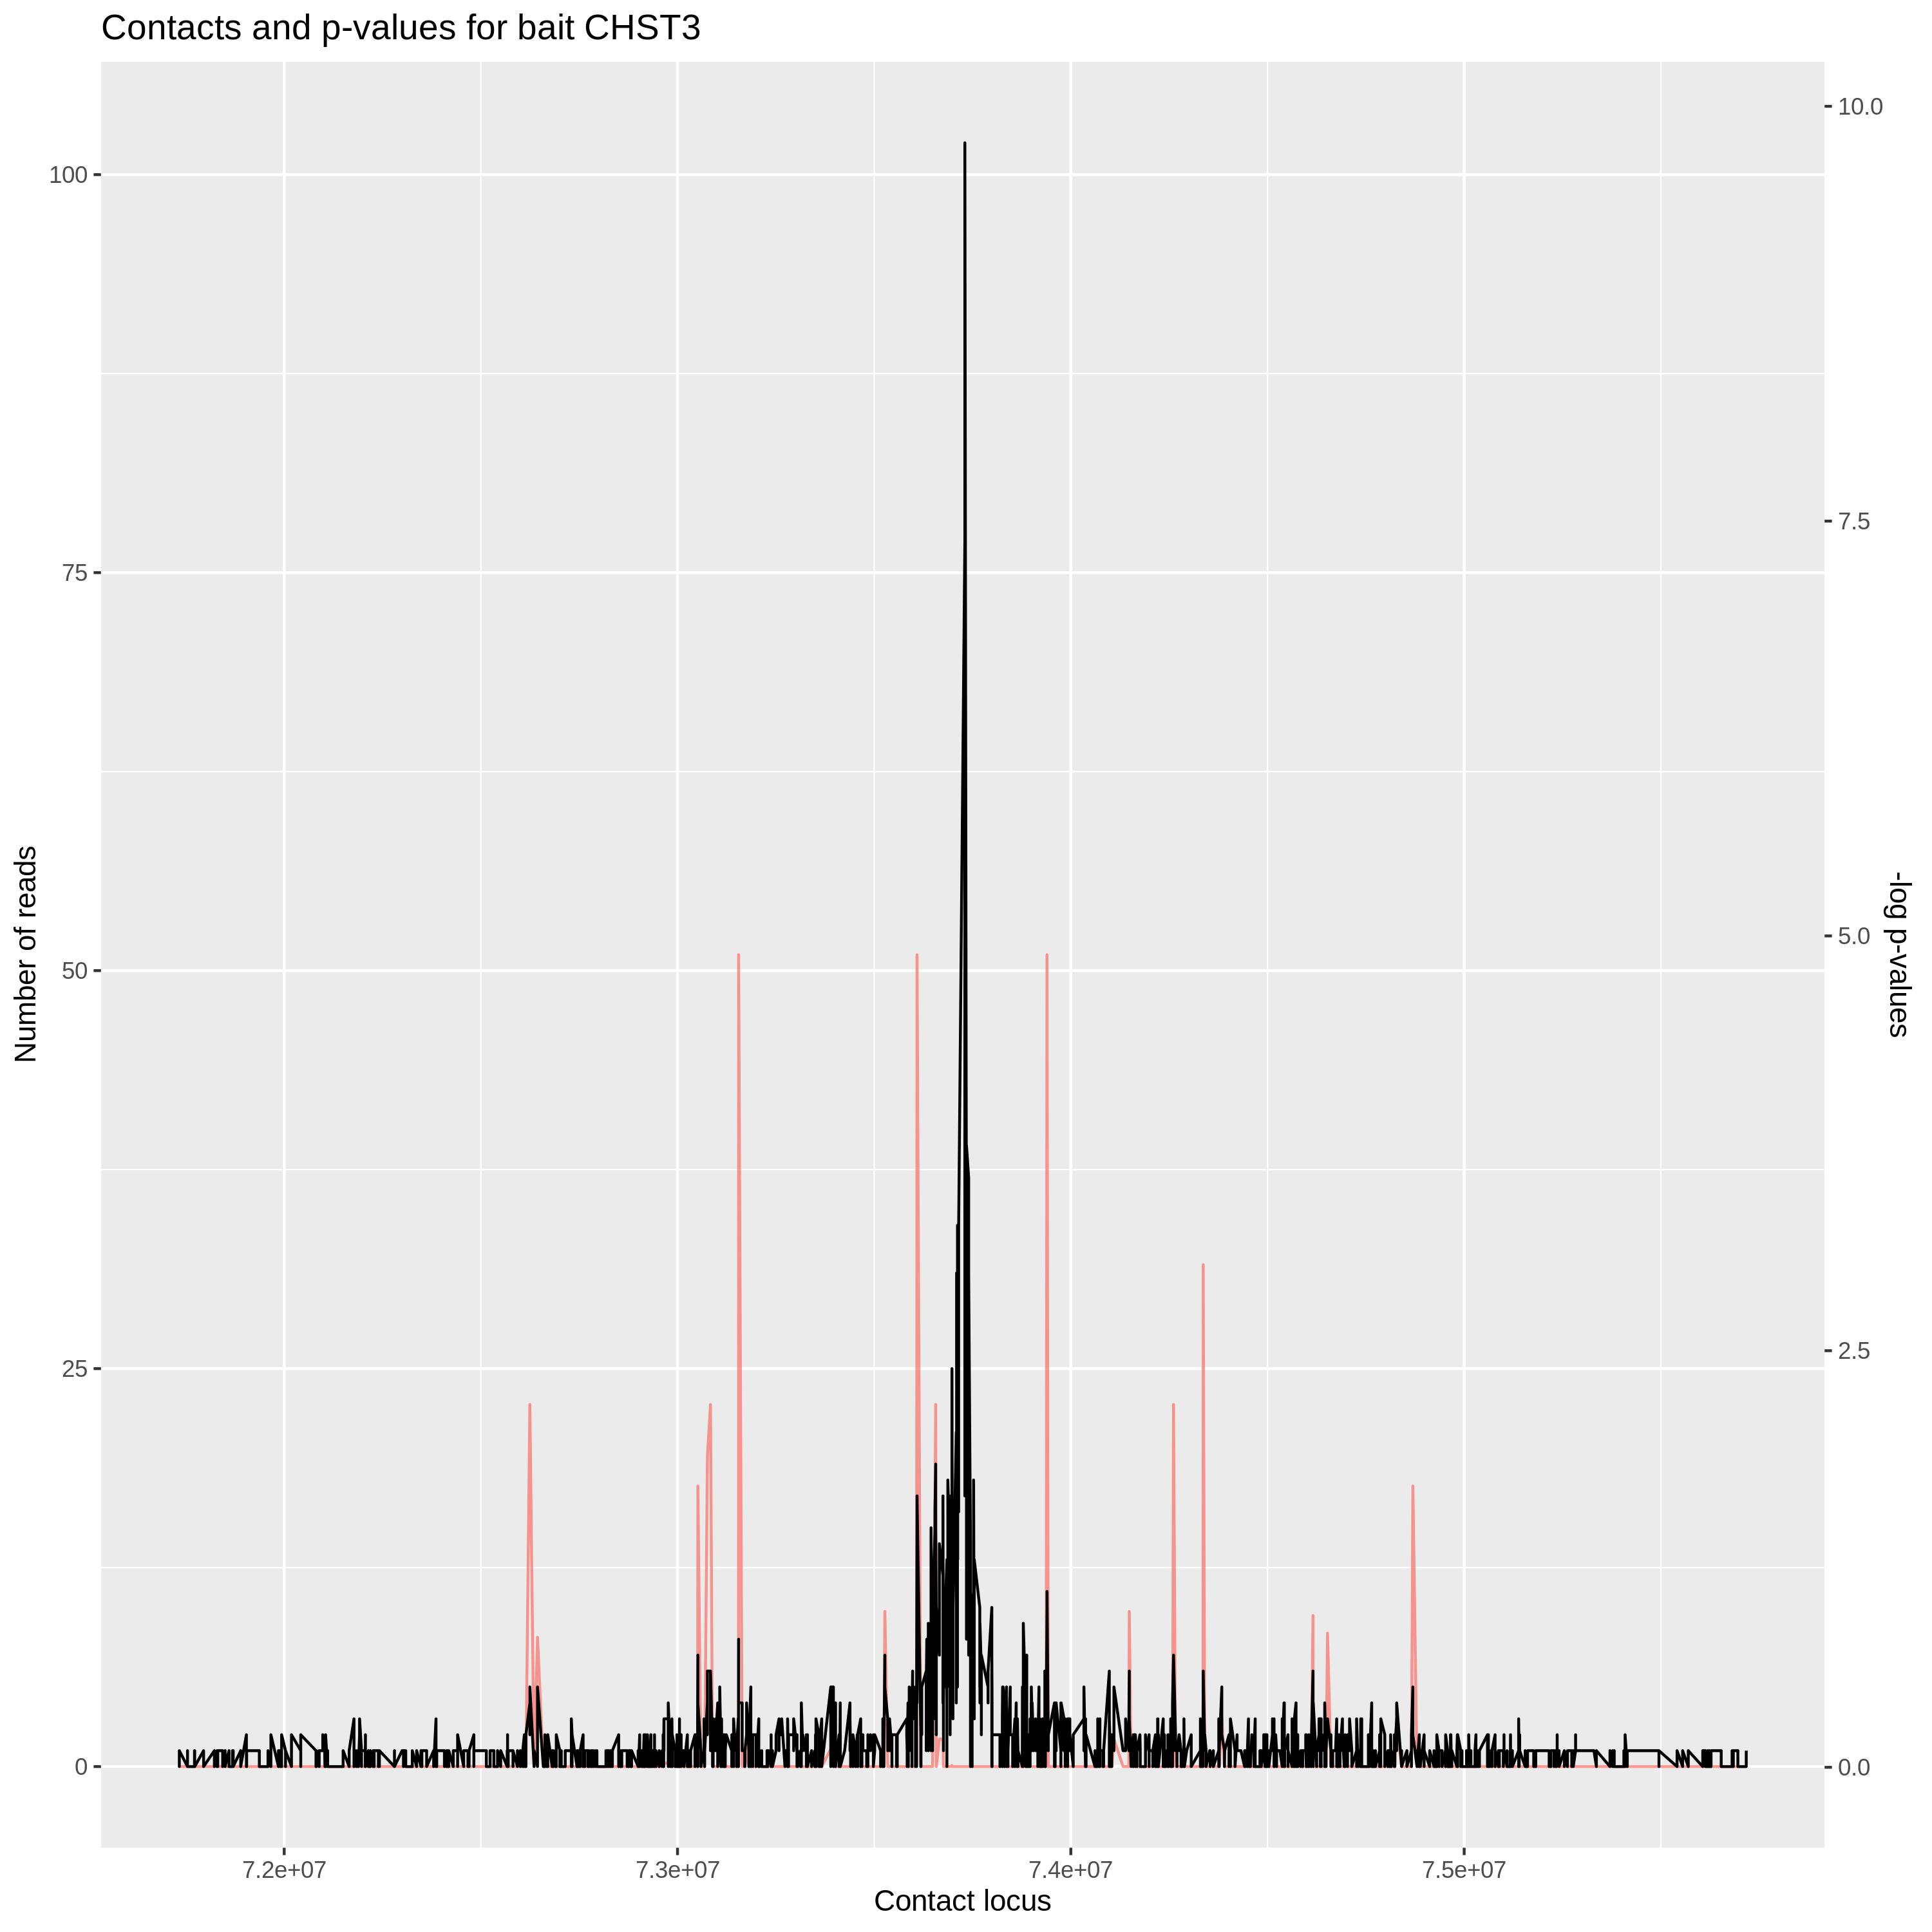 Contacts and p-values for bait CHST3
Number of reads
100
75
50
25
0
10.0
7.5
5.0
2.5
0.0
-log p-values
7.2e+07
7.3e+07
7.4e+07
7.5e+07
Contact locus